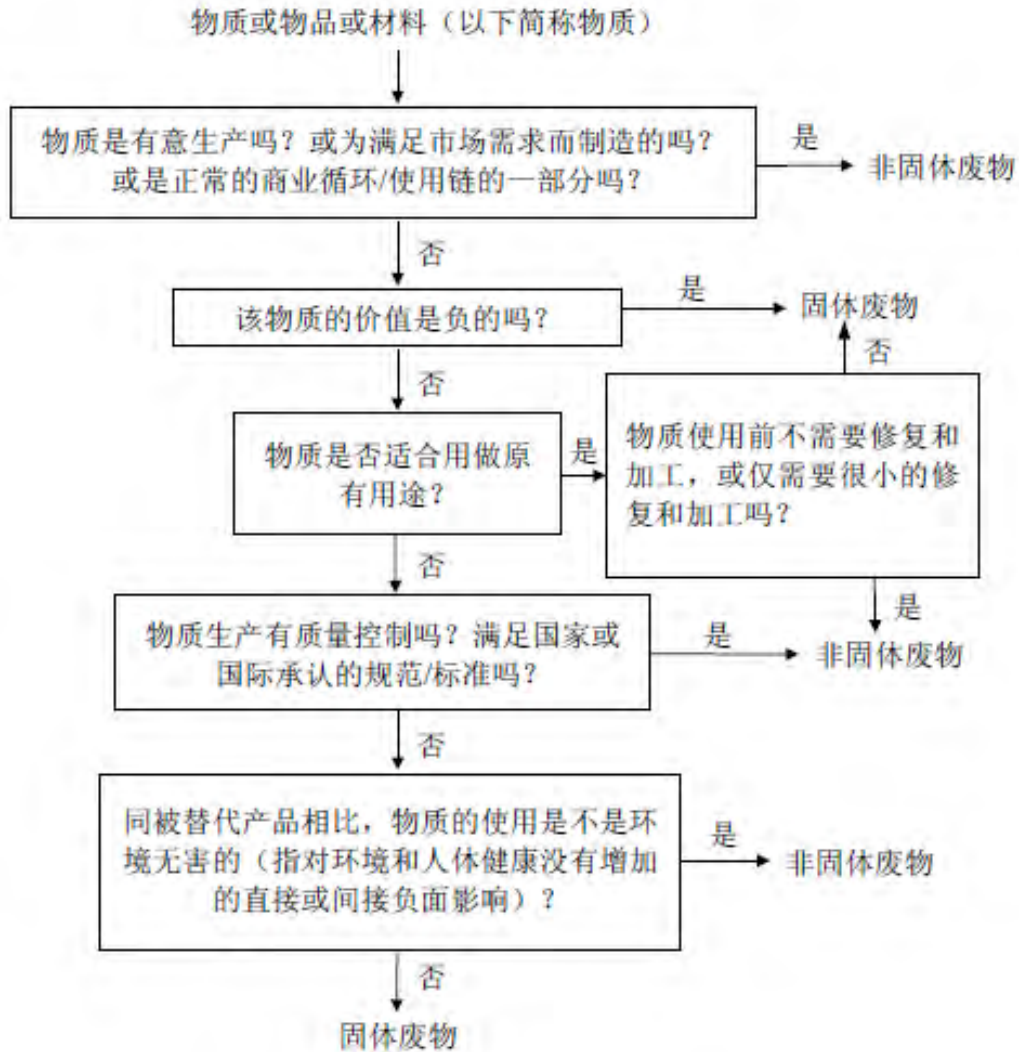 物质或物品或材料（以下简称物质）
物质是有意生产吗？或为满足市场需求而制造的吗？
或是正常的商业循环/使用链的一部分吗？
是
非固体废物
否
该物质的价值是负的吗？
是
固体废物
否
否
物质是否适合用做原
有用途？
是
物质使用前不需要修复和
加工，或仅需要很小的修
复和加工吗？
否
是
物质生产有质量控制吗？满足国家或
国际承认的规范/标准吗？
是
非固体废物
否
同被替代产品相比，物质的使用是不是环
境无害的（指对环境和人体健康没有增加
的直接或间接负面影响）？
是
非固体废物
否
固体废物